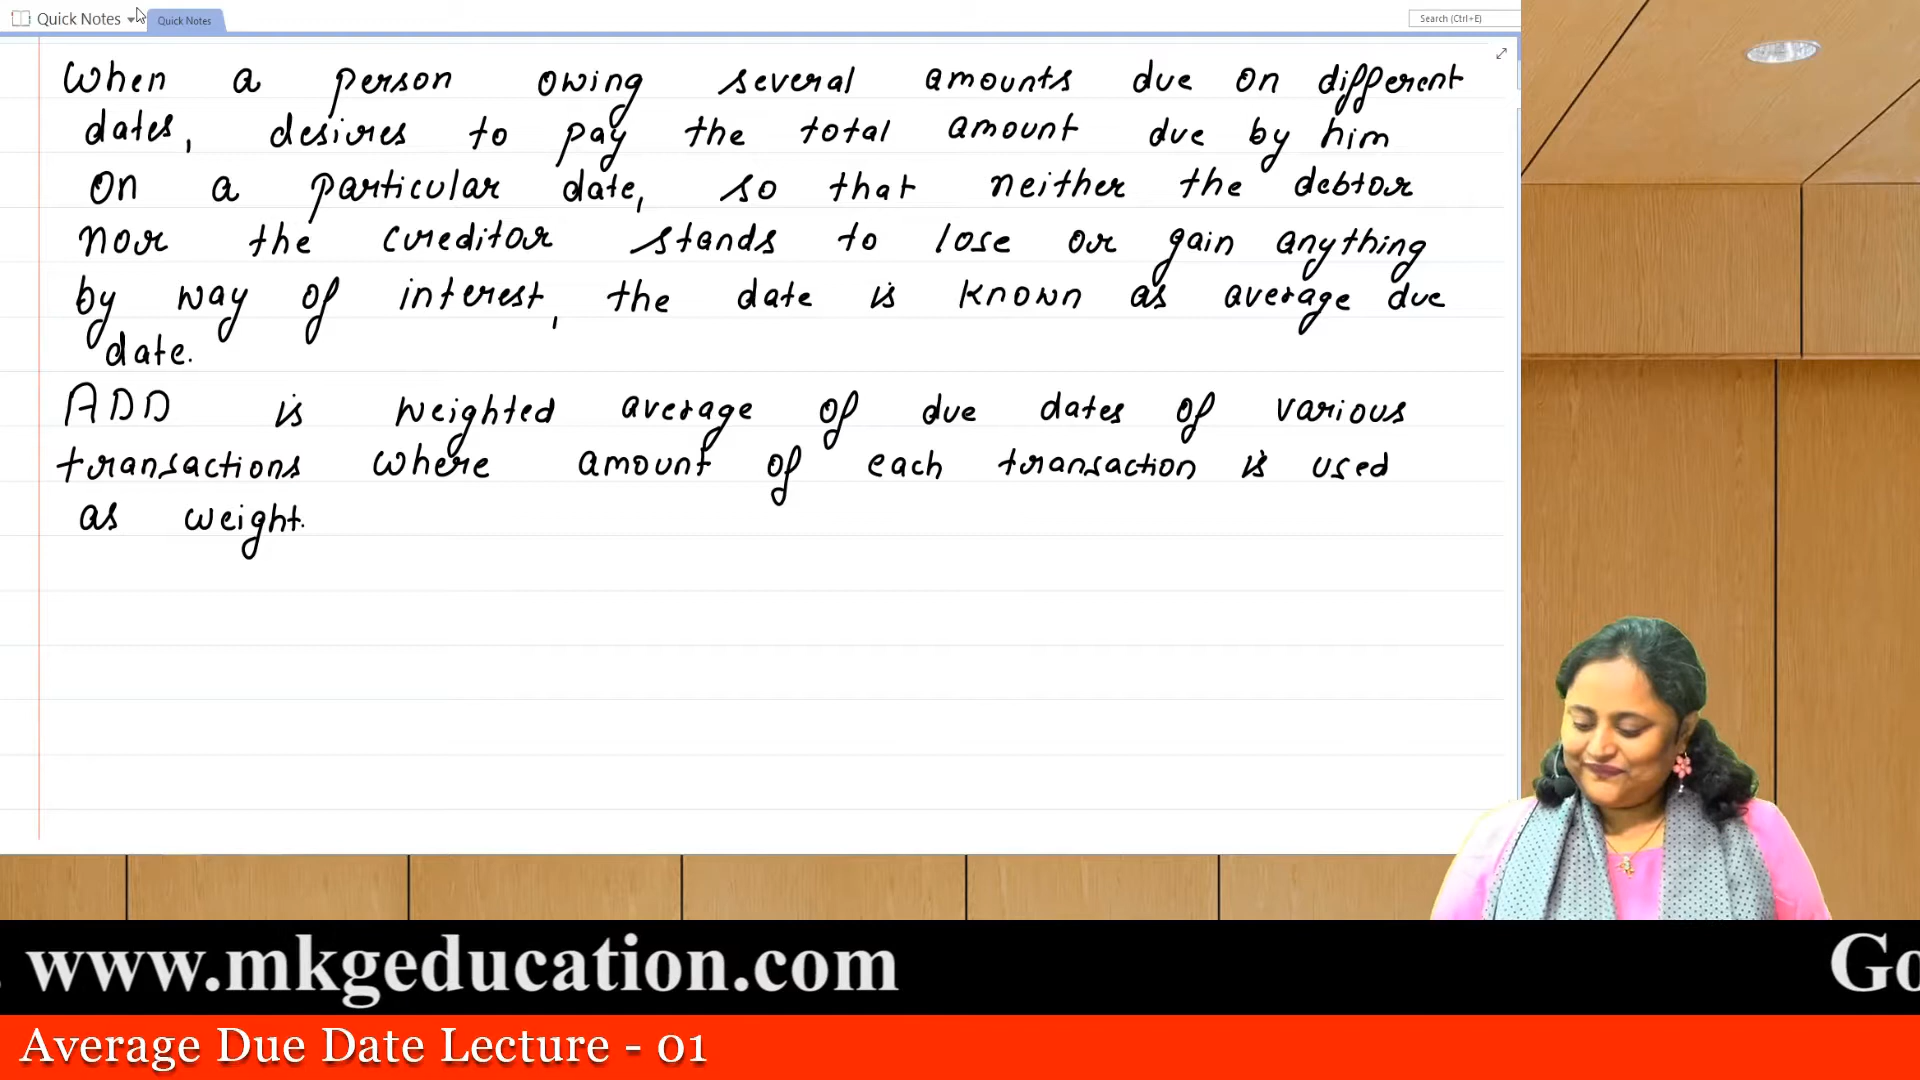 Quick Notes
Quick Notes
Search (Ctrl+E)
When a person owing several amounts due on different
dates, desires to pay the total amount due by him
On a particular date, so that neither the debtor
nor the creditor stands to lose or gain anything
by way of interest, the date is known as average due
date.
ADD is weighted average of due dates of various
transactions where amount of each transaction is used
as weight.
www.mkgeducation.com
Go
Average Due Date Lecture - 01